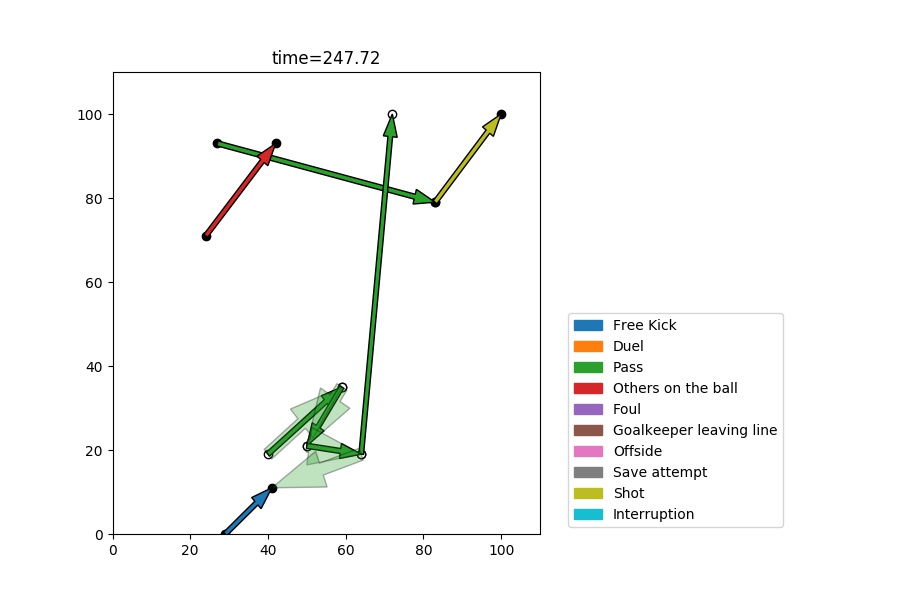 time=247.72
100
80
60
40
20
0
0 20 40 60 80 100
Free Kick
Duel
Pass
Others on the ball
Foul
Goalkeeper leaving line
Offside
Save attempt
Shot
Interruption